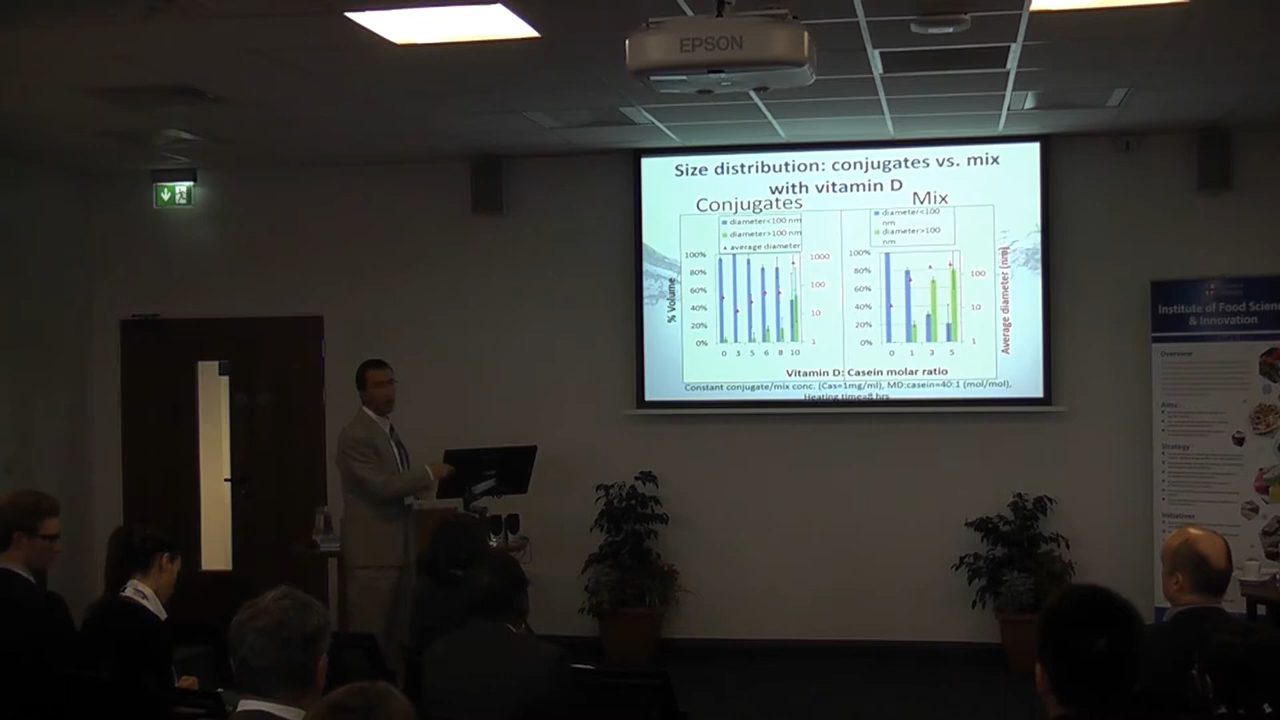 EPSON
Size distribution: conjugates vs. mix
with vitamin D
Conjugates
Mix
diameter<100 nm
diameter>100 nm
average diameter
diameter<100
nm
diameter>100
nm
% Volume
100%
80%
60%
40%
20%
0%
1000
100
10
1
0 3 5 6 8 10
100%
80%
60%
40%
20%
0%
100
10
1
0 1 3 5
Average diameter (nm)
Vitamin D: Casein molar ratio
Constant conjugate/mix conc. (Cas=1mg/ml), MD:casein=40:1 (mol/mol),
Heating time=8 hrs
Institute of Food Scien
& Innovation
Overview
Aims
Strategy
Initiatives